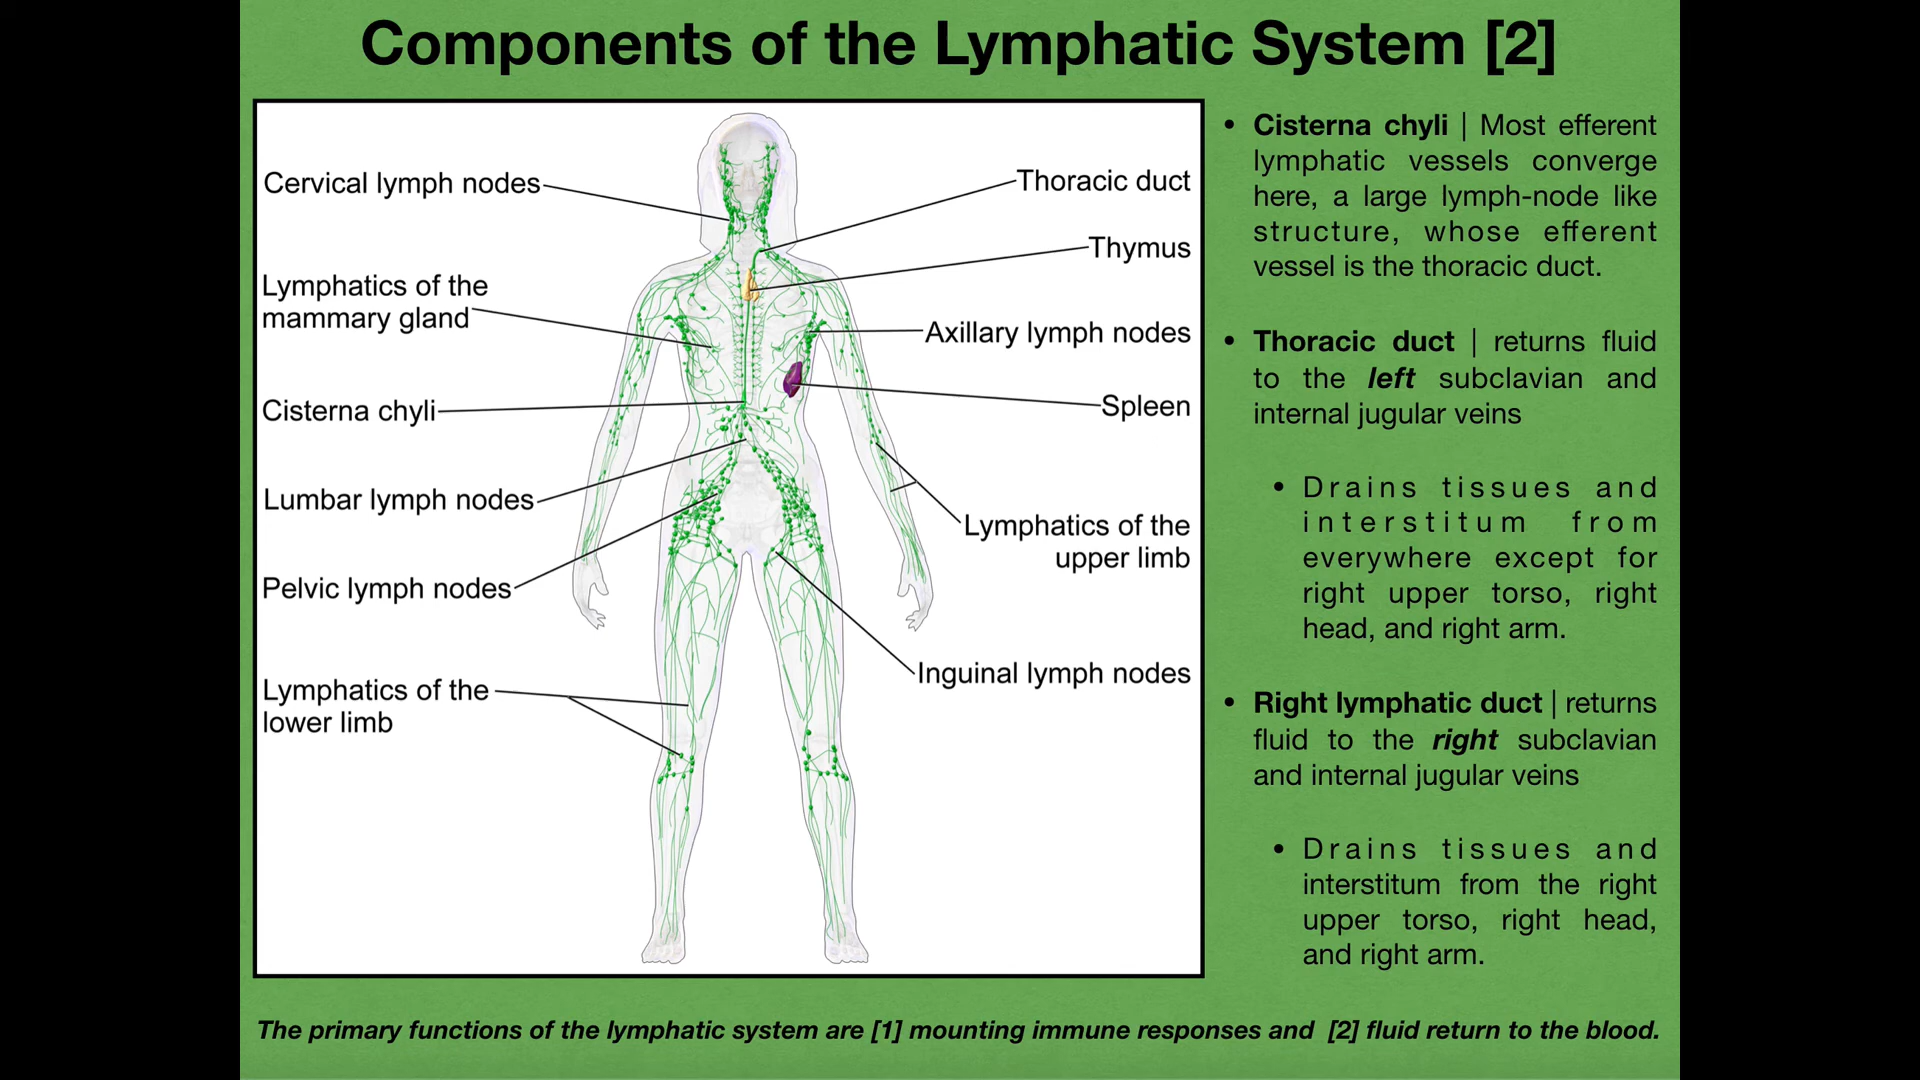 Components of the Lymphatic System [2]
Cervical lymph nodes
Lymphatics of the
mammary gland
Cisterna chyli
Lumbar lymph nodes
Pelvic lymph nodes
Lymphatics of the
lower limb
Thoracic duct
Thymus
Axillary lymph nodes
Spleen
Lymphatics of the
upper limb
Inguinal lymph nodes
• Cisterna chyli | Most efferent
lymphatic vessels converge
here, a large lymph-node like
structure, whose efferent
vessel is the thoracic duct.
• Thoracic duct | returns fluid
to the left subclavian and
internal jugular veins
• Drains tissues and
interstitum from
everywhere except for
right upper torso, right
head, and right arm.
• Right lymphatic duct | returns
fluid to the right subclavian
and internal jugular veins
• Drains tissues and
interstitum from the right
upper torso, right head,
and right arm.
The primary functions of the lymphatic system are [1] mounting immune responses and [2] fluid return to the blood.